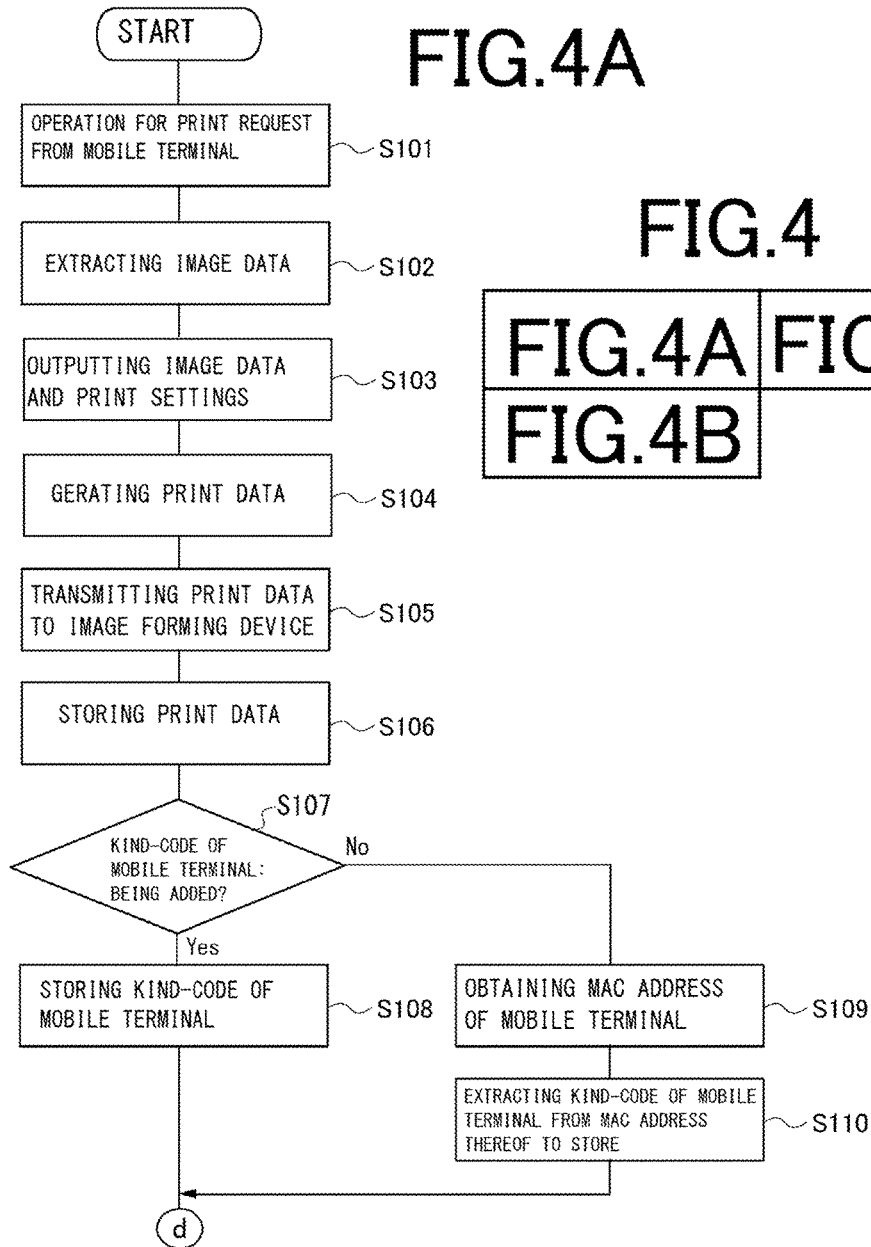 START
FIG.4A
OPERATION FOR PRINT REQUEST
FROM MOBILE TERMINAL
S101
FIG.4
EXTRACTING IMAGE DATA
S102
FIG.4A
FIG.4B
OUTPUTTING IMAGE DATA
AND PRINT SETTINGS
S103
GERATING PRINT DATA
S104
TRANSMITTING PRINT DATA
TO IMAGE FORMING DEVICE
S105
STORING PRINT DATA
S106
S107
KIND-CODE OF
MOBILE TERMINAL:
BEING ADDED?
No
Yes
STORING KIND-CODE OF
MOBILE TERMINAL
S108
OBTAINING MAC ADDRESS
OF MOBILE TERMINAL
S109
EXTRACTING KIND-CODE OF MOBILE
TERMINAL FROM MAC ADDRESS
THEREOF TO STORE
S110
d